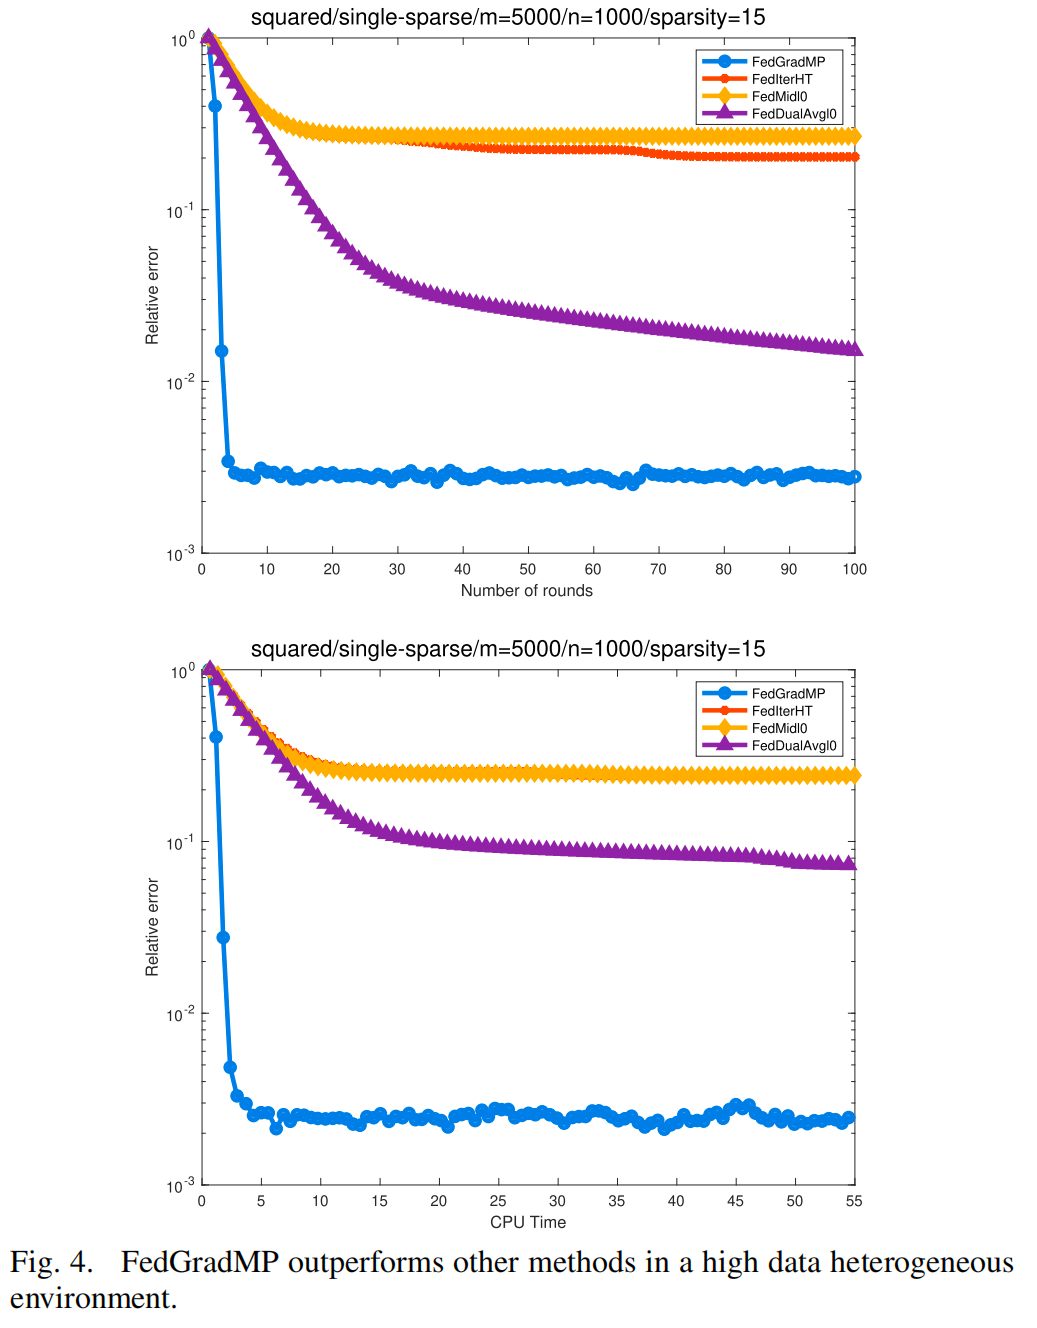 squared/single-sparse/m=5000/n=1000/sparsity=15
FedGradMP
FedIterHT
FedMidl0
FedDualAvgl0
10^0
10^-1
10^-2
10^-3
Relative error
0 10 20 30 40 50 60 70 80 90 100
Number of rounds
squared/single-sparse/m=5000/n=1000/sparsity=15
FedGradMP
FedIterHT
FedMidl0
FedDualAvgl0
10^0
10^-1
10^-2
10^-3
Relative error
0 5 10 15 20 25 30 35 40 45 50 55
CPU Time
Fig. 4. FedGradMP outperforms other methods in a high data heterogeneous
environment.